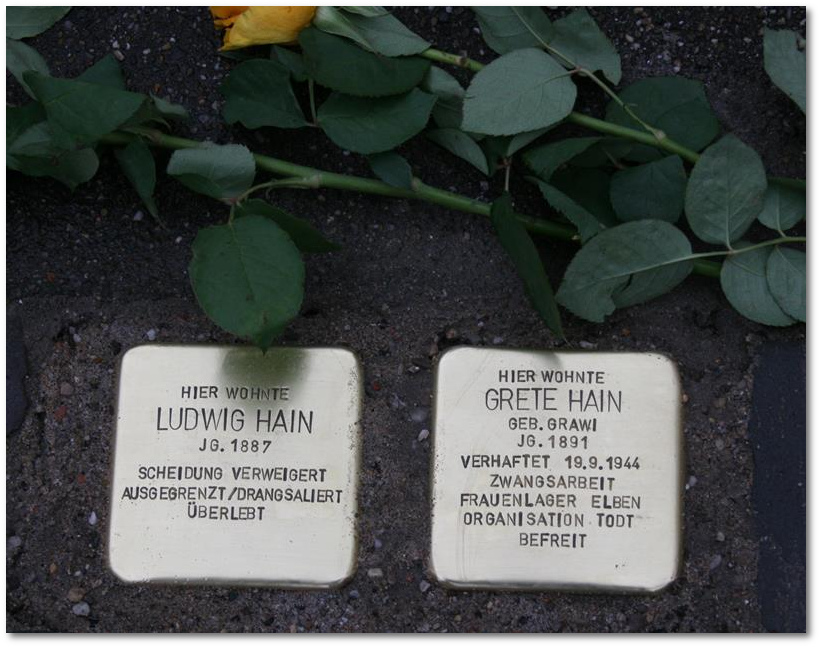 HIER WOHNTE
LUDWIG HAIN
JG. 1887
SCHEIDUNG VERWEIGERT
AUSGEGRENZT/DRANGSALIERT
ÜBERLEBT
HIER WOHNTE
GRETE HAIN
GEB. GRAWI
JG. 1891
VERHAFTET 19.9.1944
ZWANGSARBEIT
FRAUENLAGER ELBEN
ORGANISATION TODT
BEFREIT